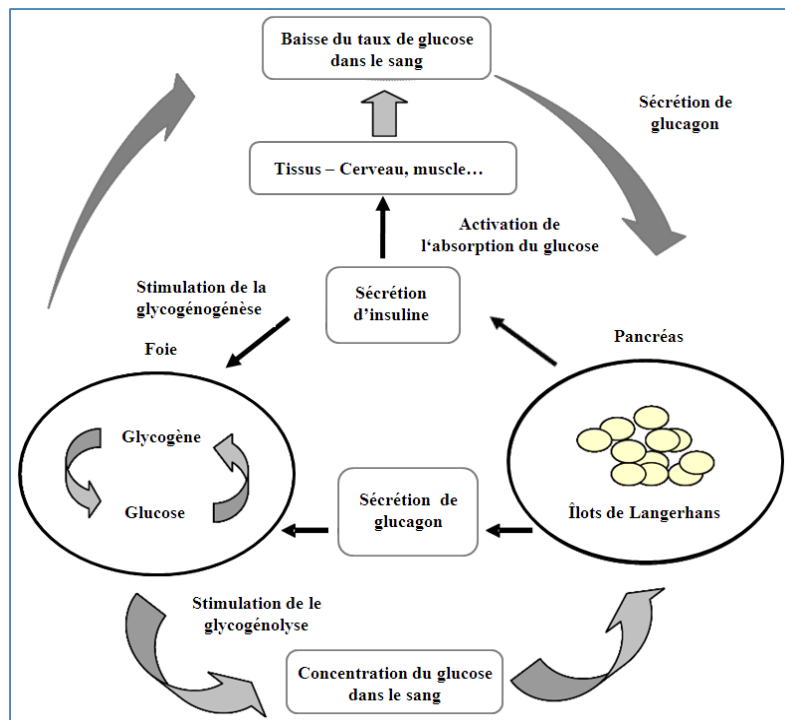 Baisse du taux de glucose
dans le sang
Sécrétion de
glucagon
Tissus – Cerveau, muscle…
Activation de
l‘absorption du glucose
Stimulation de la
glycogénogénèse
Sécrétion
d’insuline
Foie
Pancréas
Glycogène
Glucose
Sécrétion de
glucagon
Îlots de Langerhans
Stimulation de le
glycogénolyse
Concentration du glucose
dans le sang